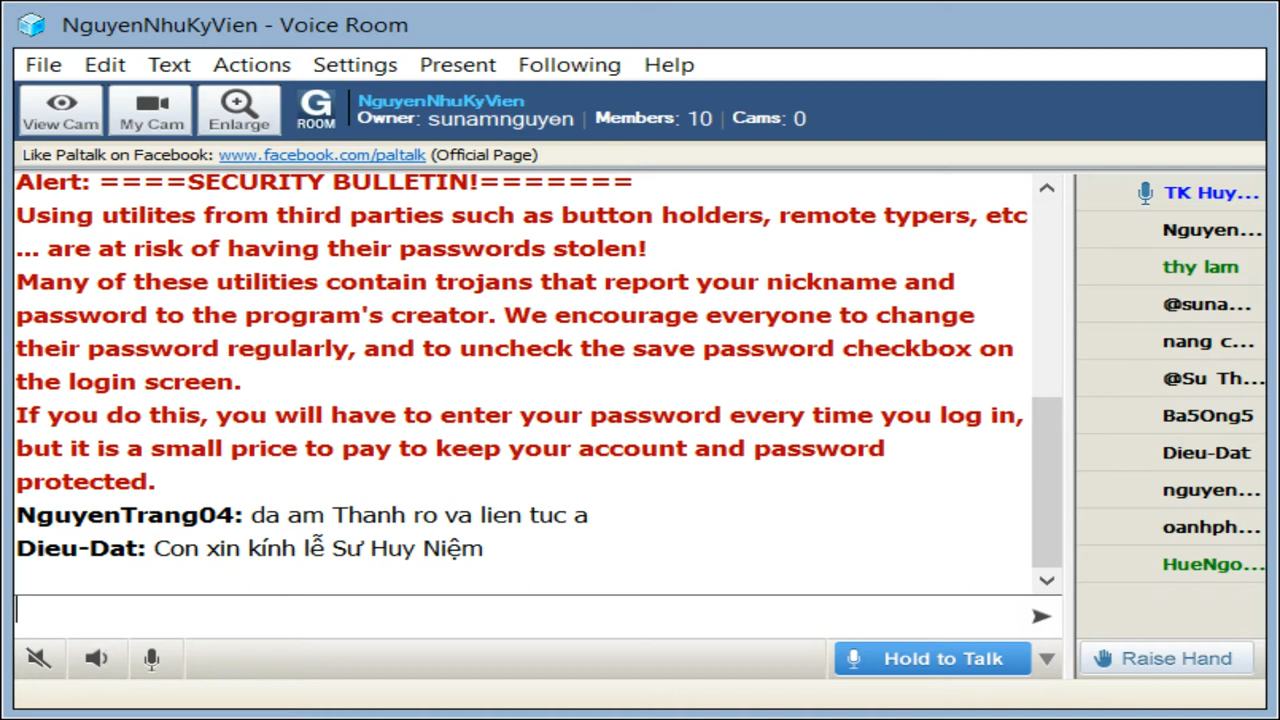 NguyenNhuKyVien - Voice Room
File Edit Text Actions Settings Present Following Help
View Cam
My Cam
Enlarge
G
ROOM
NguyenNhuKyVien
Owner: sunamnguyen | Members: 10 | Cams: 0
Like Paltalk on Facebook: www.facebook.com/paltalk (Official Page)
Alert: ====SECURITY BULLETIN!=======
Using utilites from third parties such as button holders, remote typers, etc
... are at risk of having their passwords stolen!
Many of these utilities contain trojans that report your nickname and
password to the program's creator. We encourage everyone to change
their password regularly, and to uncheck the save password checkbox on
the login screen.
If you do this, you will have to enter your password every time you log in,
but it is a small price to pay to keep your account and password
protected.
NguyenTrang04: da am Thanh ro va lien tuc a
Dieu-Dat: Con xin kính lễ Sư Huy Niệm
TK Huy...
Nguyen...
thy lam
@suna...
nang c...
@Su Th...
Ba5Ong5
Dieu-Dat
nguyen...
oanhph...
HueNgo...
Hold to Talk
Raise Hand